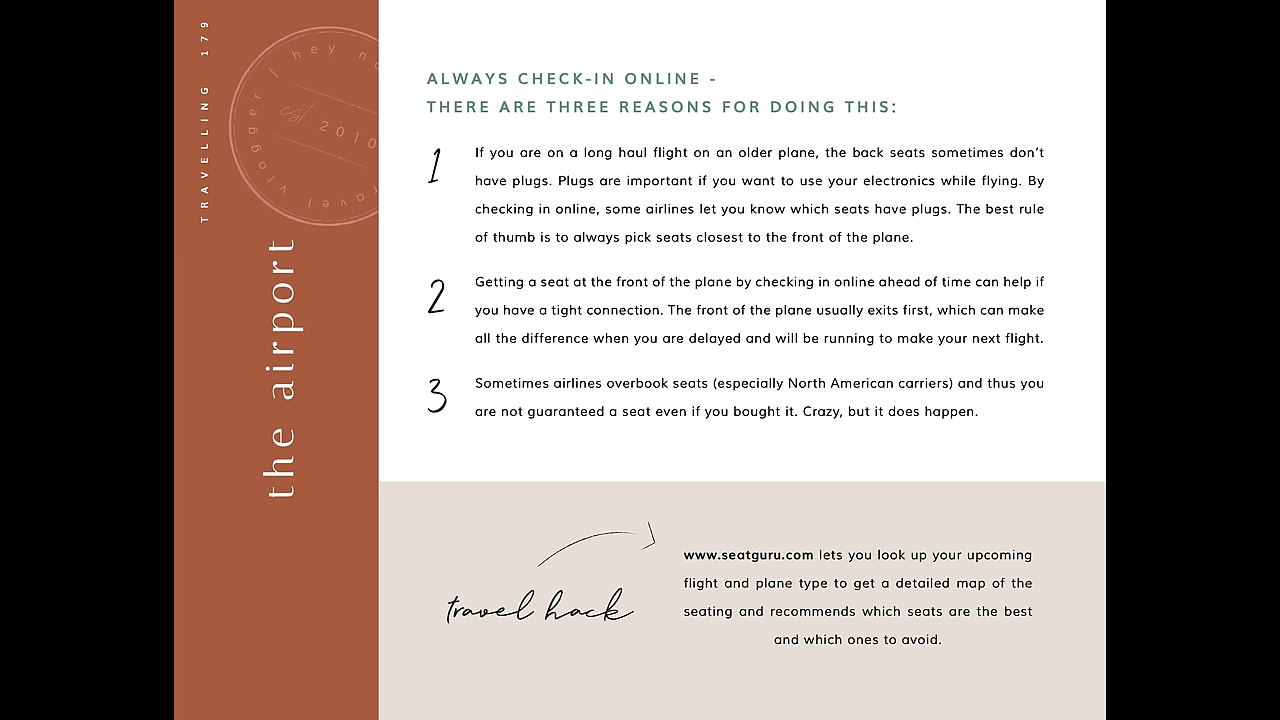 TRAVELLING 179
hey na
travel vlogger
est. 2010
the airport
ALWAYS CHECK-IN ONLINE -
THERE ARE THREE REASONS FOR DOING THIS:
1 If you are on a long haul flight on an older plane, the back seats sometimes don’t
have plugs. Plugs are important if you want to use your electronics while flying. By
checking in online, some airlines let you know which seats have plugs. The best rule
of thumb is to always pick seats closest to the front of the plane.
2 Getting a seat at the front of the plane by checking in online ahead of time can help if
you have a tight connection. The front of the plane usually exits first, which can make
all the difference when you are delayed and will be running to make your next flight.
3 Sometimes airlines overbook seats (especially North American carriers) and thus you
are not guaranteed a seat even if you bought it. Crazy, but it does happen.
travel hack
www.seatguru.com lets you look up your upcoming
flight and plane type to get a detailed map of the
seating and recommends which seats are the best
and which ones to avoid.